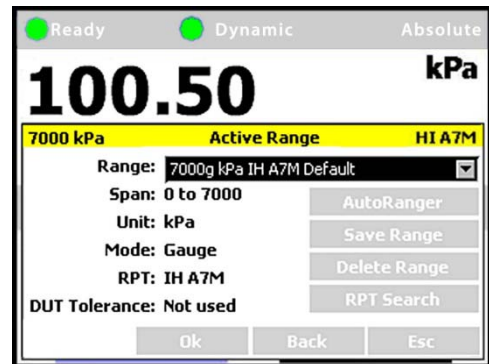 Ready Dynamic Absolute
100.50 kPa
7000 kPa Active Range HI A7M
Range: 7000g kPa IH A7M Default
Span: 0 to 7000
AutoRanger
Unit: kPa
Save Range
Mode: Gauge
Delete Range
RPT: IH A7M
RPT Search
DUT Tolerance: Not used
Ok Back Esc